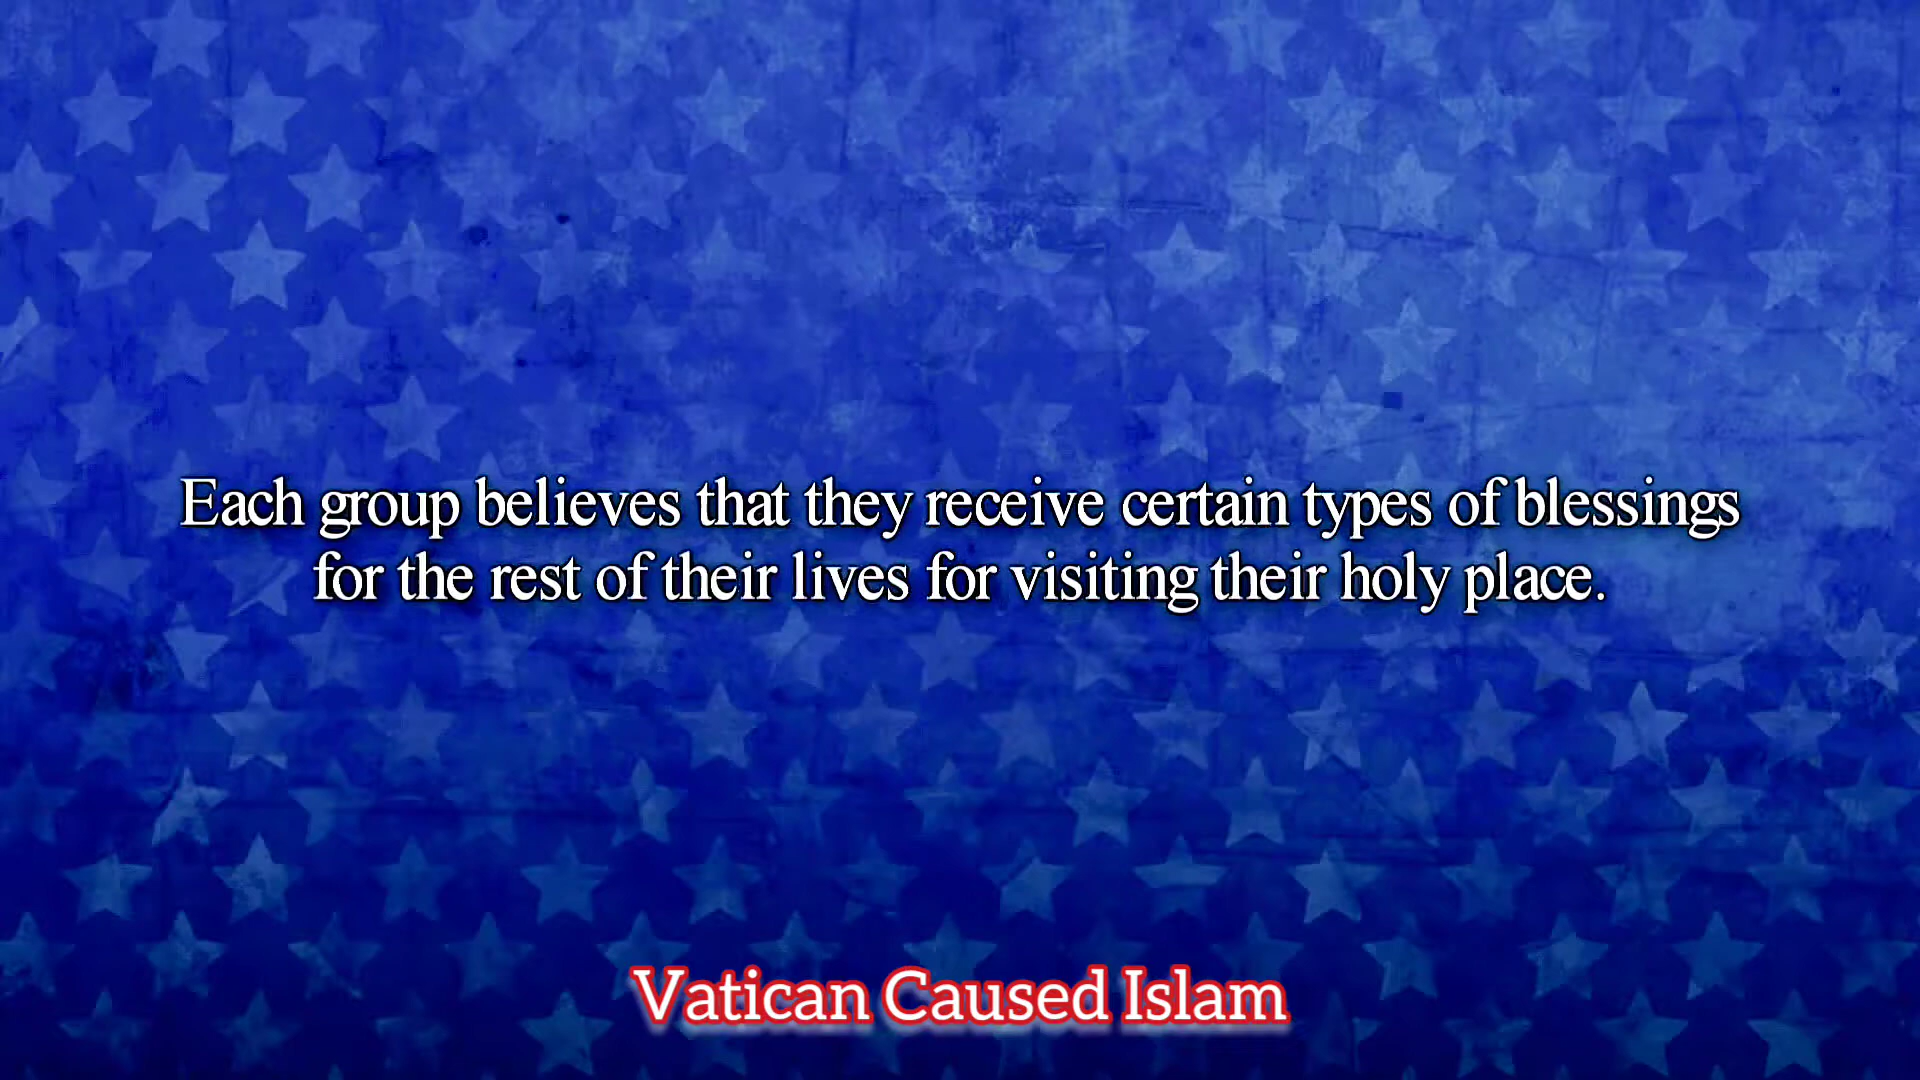 Each group believes that they receive certain types of blessings
for the rest of their lives for visiting their holy place.
Vatican Caused Islam